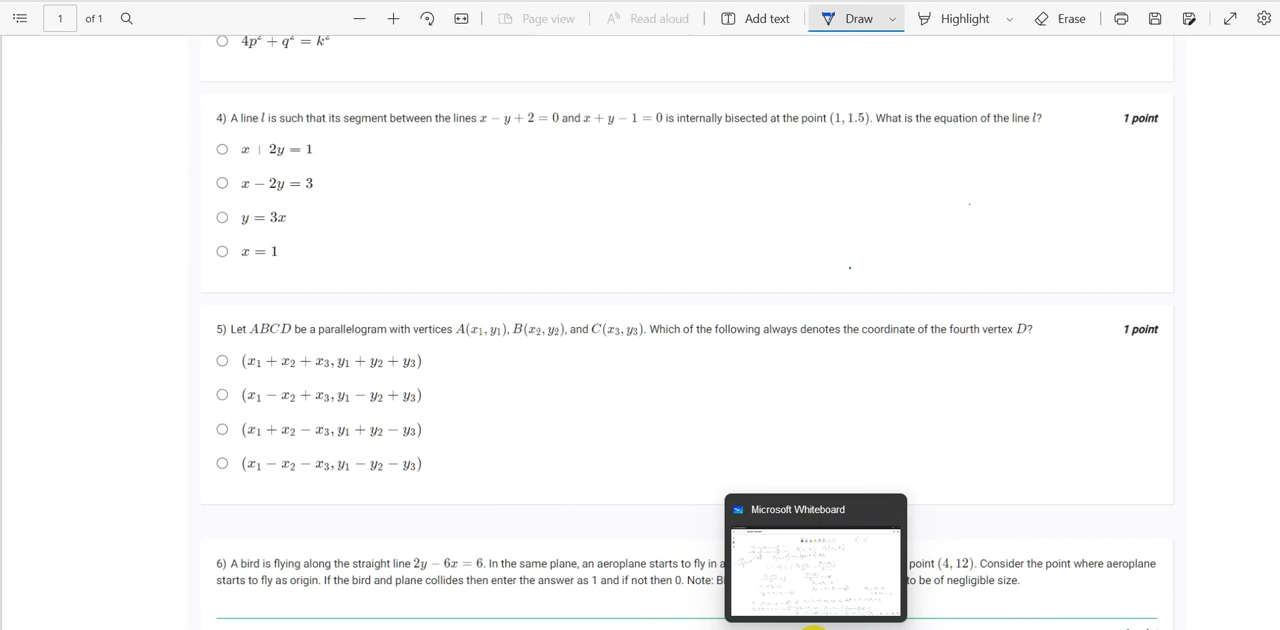 1 of 1 Page view Read aloud Add text Draw Highlight Erase
4p² + q² = k²
4) A line l is such that its segment between the lines x − y + 2 = 0 and x + y − 1 = 0 is internally bisected at the point (1, 1.5). What is the equation of the line l? 1 point
x | 2y = 1
x − 2y = 3
y = 3x
x = 1
5) Let ABCD be a parallelogram with vertices A(x₁, y₁), B(x₂, y₂), and C(x₃, y₃). Which of the following always denotes the coordinate of the fourth vertex D? 1 point
(x₁ + x₂ + x₃, y₁ + y₂ + y₃)
(x₁ − x₂ + x₃, y₁ − y₂ + y₃)
(x₁ + x₂ − x₃, y₁ + y₂ − y₃)
(x₁ − x₂ − x₃, y₁ − y₂ − y₃)
Microsoft Whiteboard
6) A bird is flying along the straight line 2y − 6x = 6. In the same plane, an aeroplane starts to fly in a point (4, 12). Consider the point where aeroplane
starts to fly as origin. If the bird and plane collides then enter the answer as 1 and if not then 0. Note: Bi to be of negligible size.